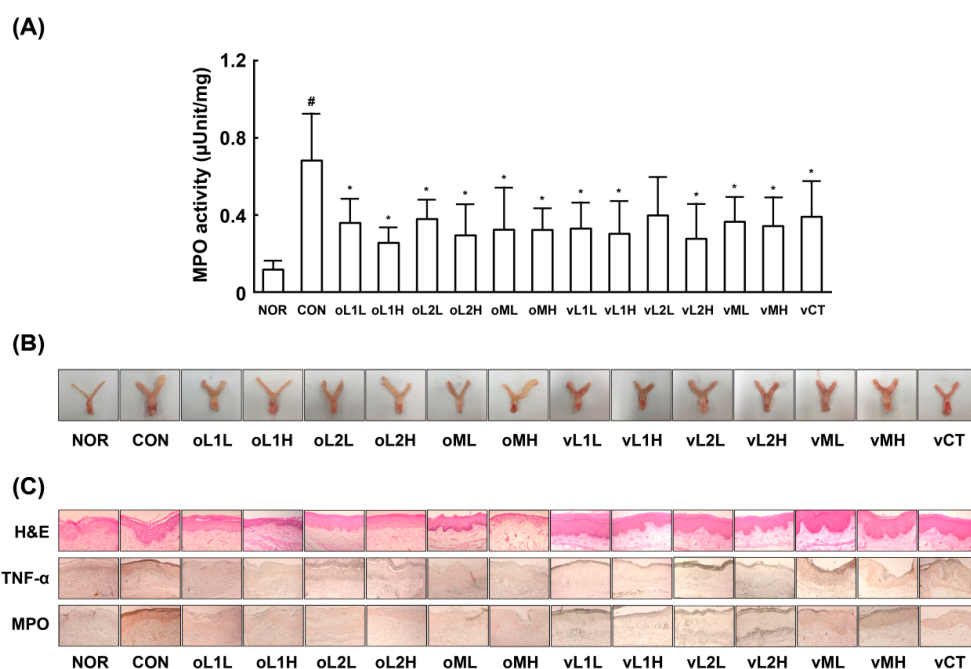 (A)
MPO activity (μUnit/mg)
1.2
0.8
0.4
0
#
* * * * * * * * * * * *
NOR CON oL1L oL1H oL2L oL2H oML oMH vL1L vL1H vL2L vL2H vML vMH vCT
(B)
NOR CON oL1L oL1H oL2L oL2H oML oMH vL1L vL1H vL2L vL2H vML vMH vCT
(C)
H&E
TNF-α
MPO
NOR CON oL1L oL1H oL2L oL2H oML oMH vL1L vL1H vL2L vL2H vML vMH vCT